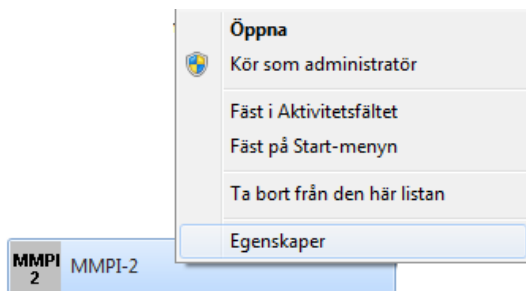 Öppna
Kör som administratör
Fäst i Aktivitetsfältet
Fäst på Start-menyn
Ta bort från den här listan
Egenskaper
MMPI
2
MMPI-2